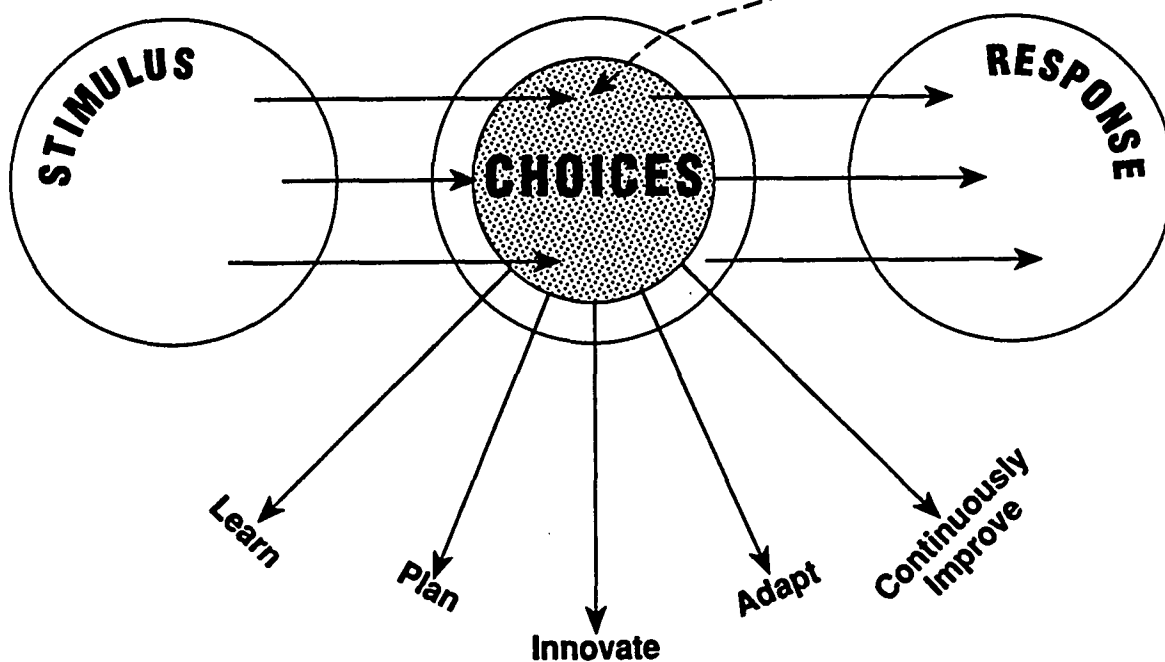 STIMULUS
CHOICES
RESPONSE
Learn
Plan
Innovate
Adapt
Continuously
Improve